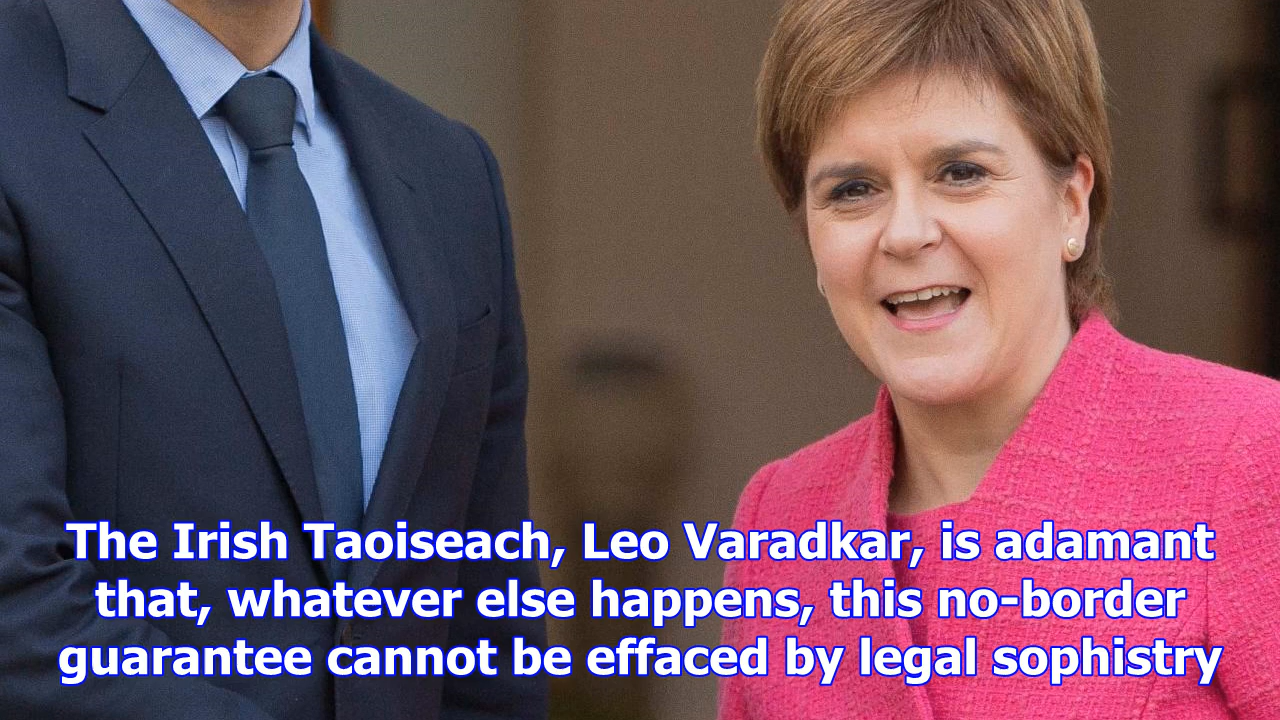 The Irish Taoiseach, Leo Varadkar, is adamant
that, whatever else happens, this no-border
guarantee cannot be effaced by legal sophistry